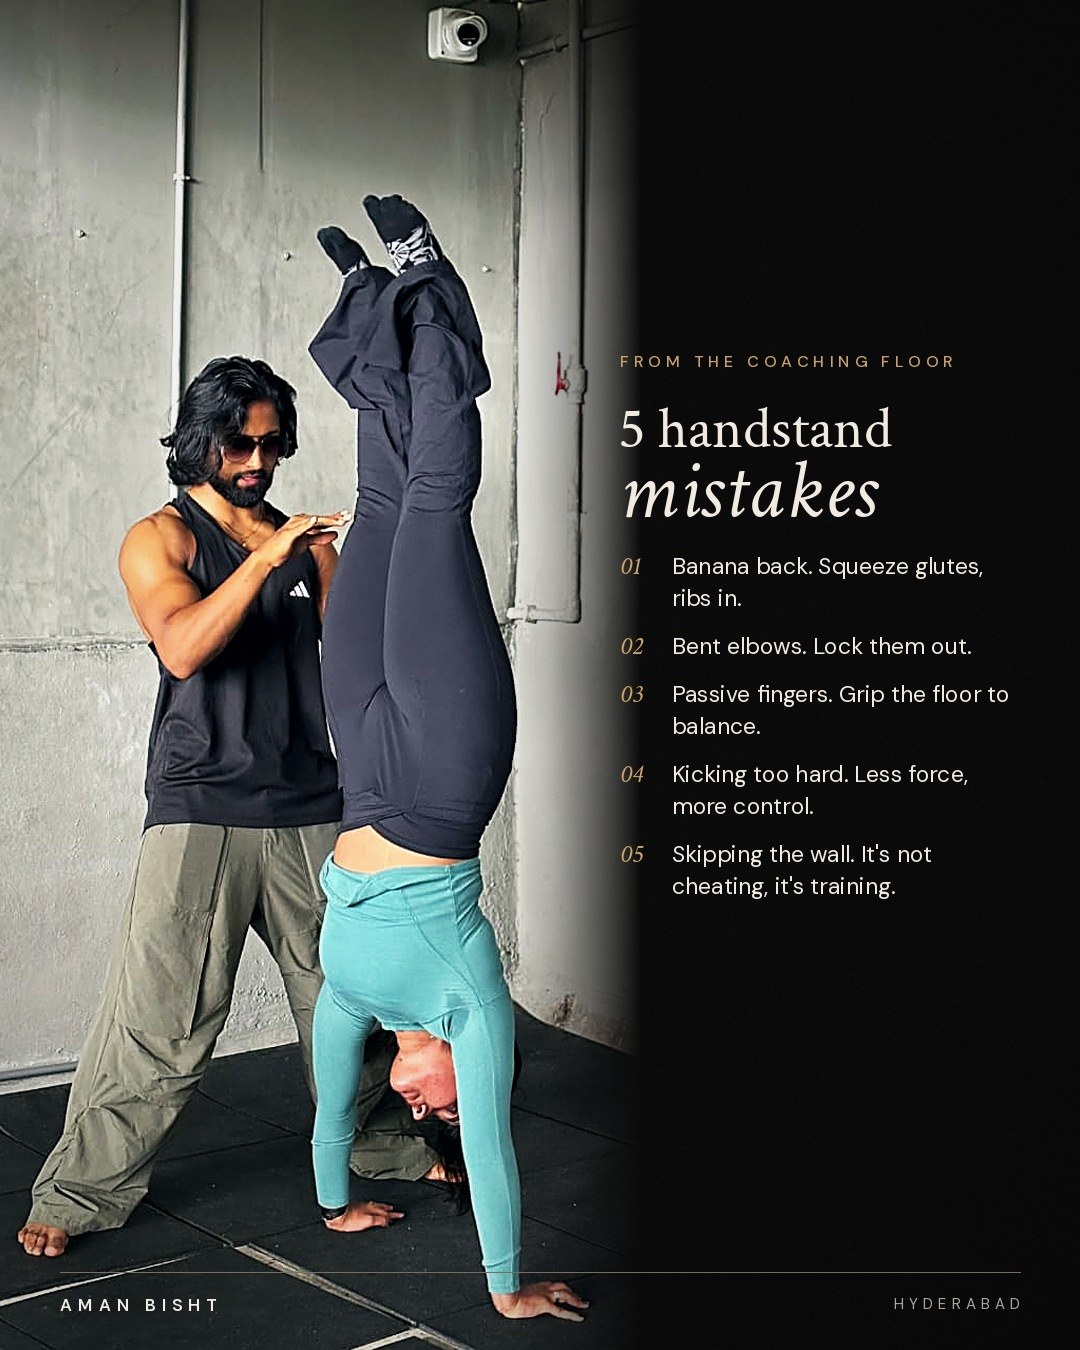 FROM THE COACHING FLOOR
5 handstand
mistakes
01 Banana back. Squeeze glutes,
ribs in.
02 Bent elbows. Lock them out.
03 Passive fingers. Grip the floor to
balance.
04 Kicking too hard. Less force,
more control.
05 Skipping the wall. It's not
cheating, it's training.
AMAN BISHT
HYDERABAD